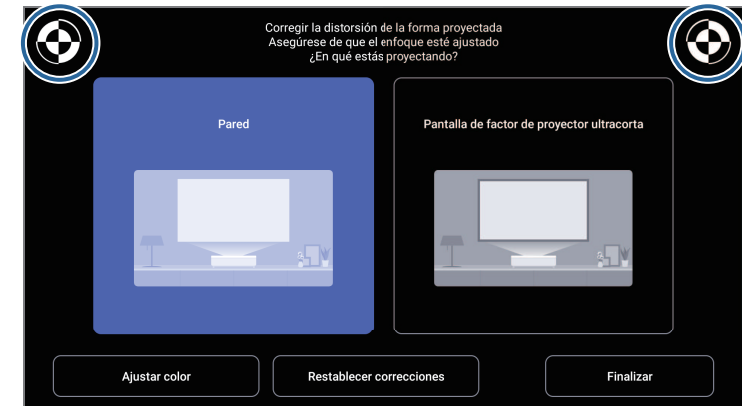 Corregir la distorsión de la forma proyectada
Asegúrese de que el enfoque esté ajustado
¿En qué estás proyectando?
Pared
Pantalla de factor de proyector ultracorta
Ajustar color
Restablecer correcciones
Finalizar